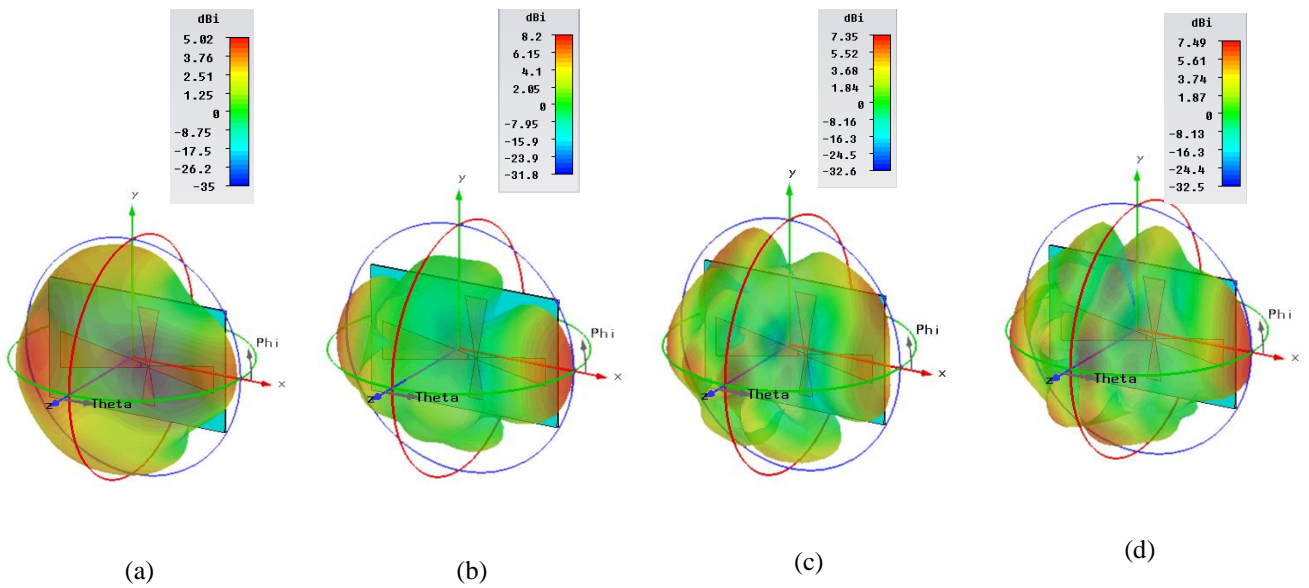 dBi
5.02
3.76
2.51
1.25
0
-8.75
-17.5
-26.2
-35
y
Phi
x
z
Theta
(a)
dBi
8.2
6.15
4.1
2.05
0
-7.95
-15.9
-23.9
-31.8
y
Phi
x
z
Theta
(b)
dBi
7.35
5.52
3.68
1.84
0
-8.16
-16.3
-24.5
-32.6
y
Phi
x
z
Theta
(c)
dBi
7.49
5.61
3.74
1.87
0
-8.13
-16.3
-24.4
-32.5
y
Phi
x
z
Theta
(d)